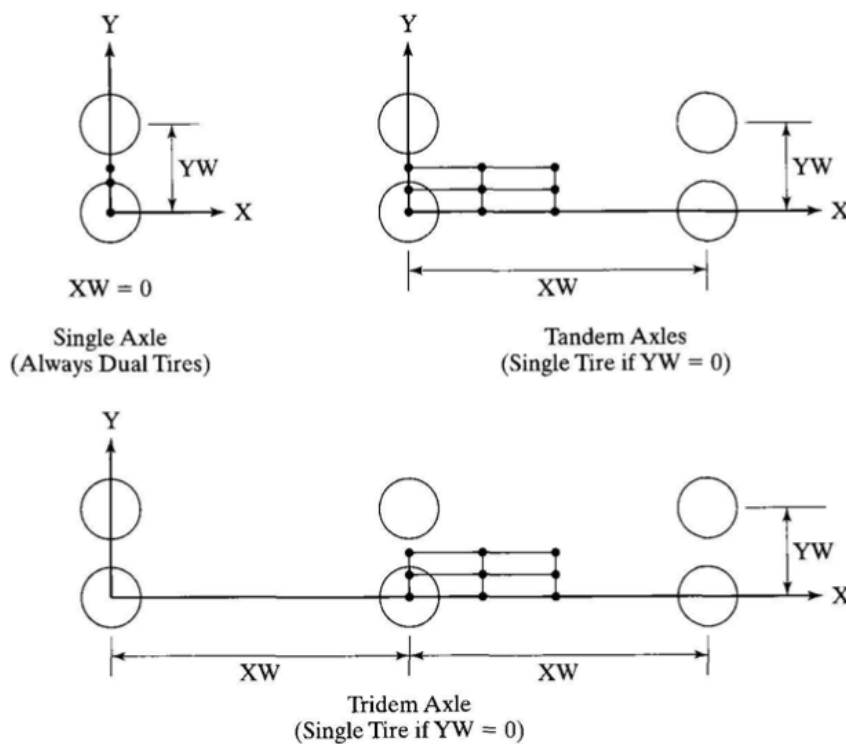 Y
YW
X
XW = 0
Single Axle
(Always Dual Tires)
Y
YW
X
XW
Tandem Axles
(Single Tire if YW = 0)
Y
YW
X
XW
XW
Tridem Axle
(Single Tire if YW = 0)